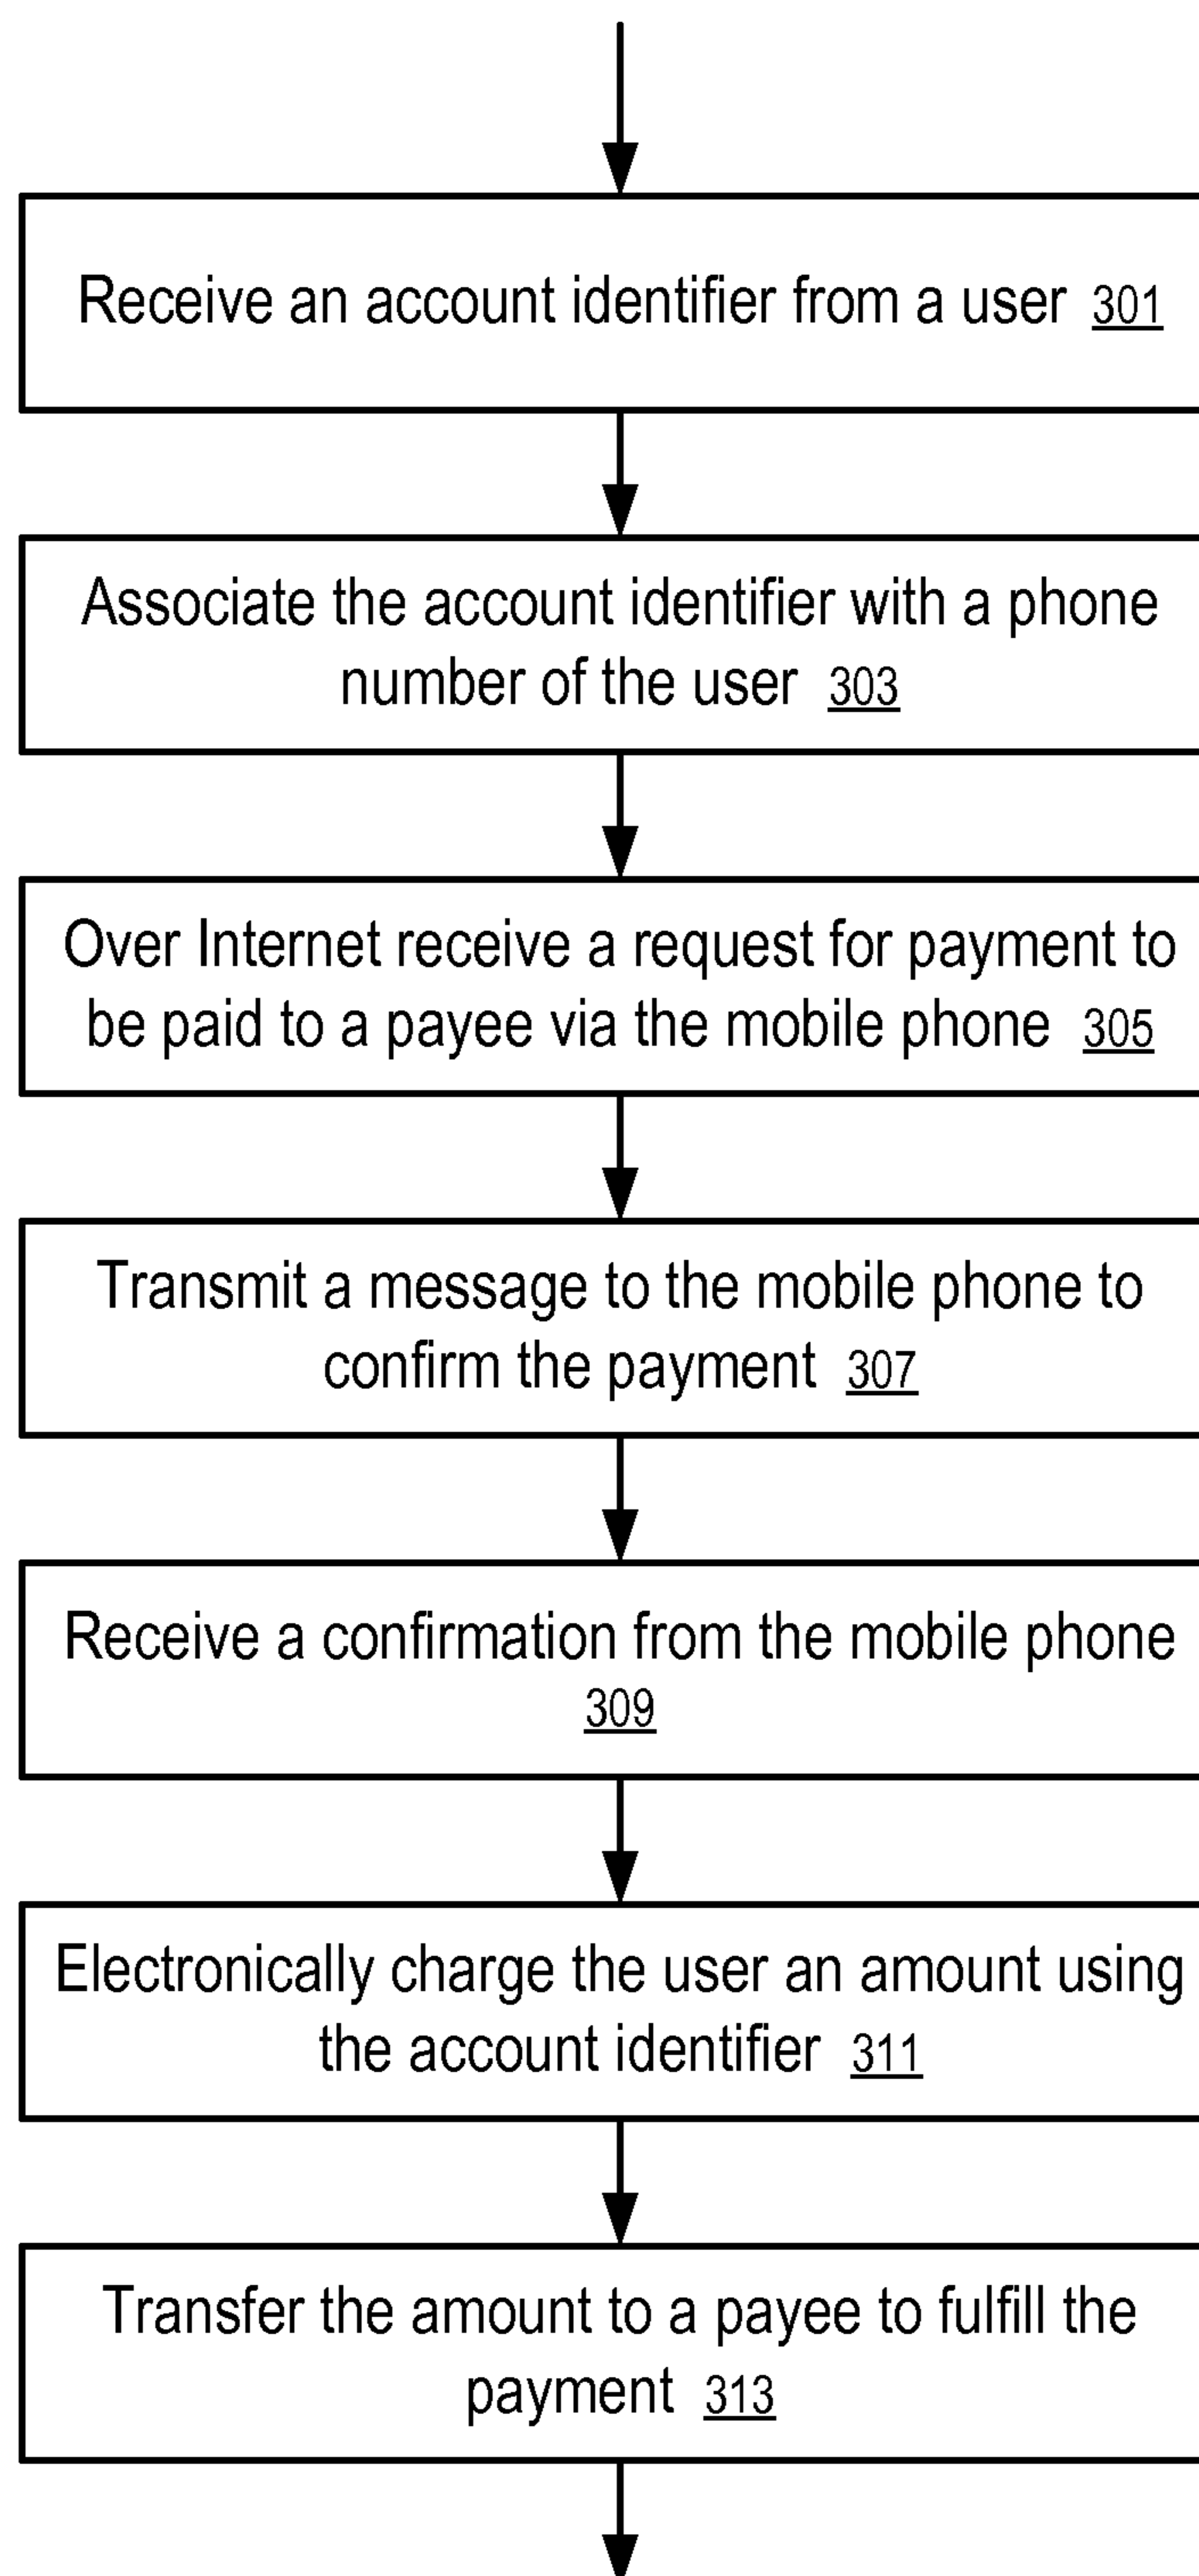 Receive an account identifier from a user 301
Associate the account identifier with a phone
number of the user 303
Over Internet receive a request for payment to
be paid to a payee via the mobile phone 305
Transmit a message to the mobile phone to
confirm the payment 307
Receive a confirmation from the mobile phone
309
Electronically charge the user an amount using
the account identifier 311
Transfer the amount to a payee to fulfill the
payment 313